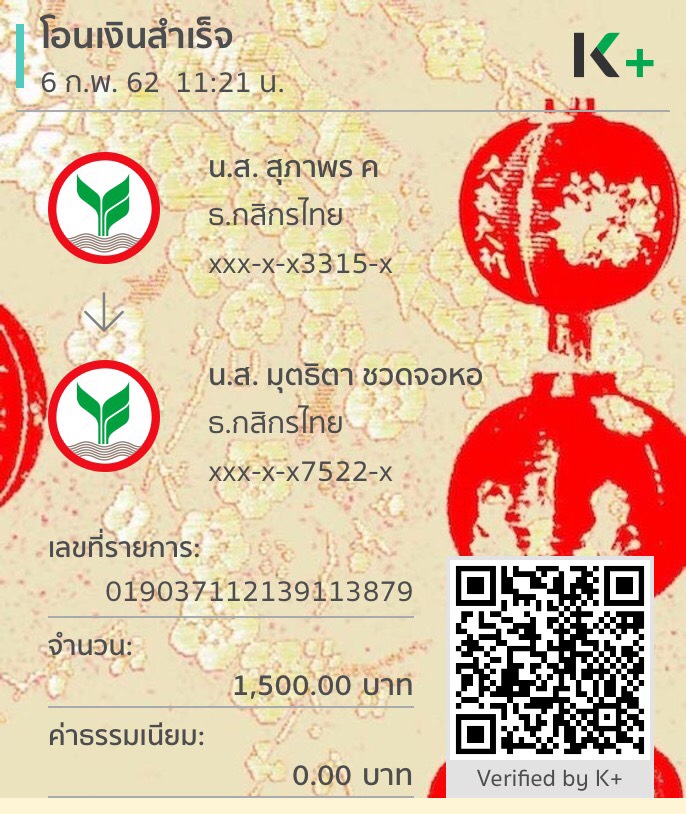 โอนเงินสำเร็จ
6 ก.พ. 62 11:21 น.
K+
น.ส. สุภาพร ค
ธ.กสิกรไทย
xxx-x-x3315-x
น.ส. มุตธิตา ชวดจอหอ
ธ.กสิกรไทย
xxx-x-x7522-x
เลขที่รายการ:
019037112139113879
จำนวน:
1,500.00 บาท
ค่าธรรมเนียม:
0.00 บาท
Verified by K+